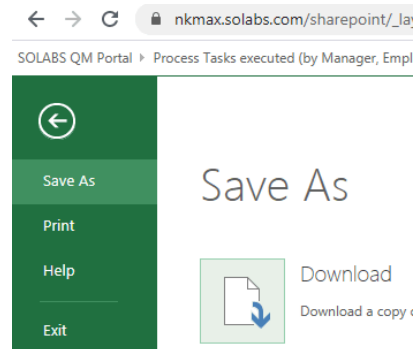 nkmax.solabs.com/sharepoint/_lay
SOLABS QM Portal Process Tasks executed (by Manager, Empl
Save As
Save As
Print
Help
Download
Download a copy
Exit